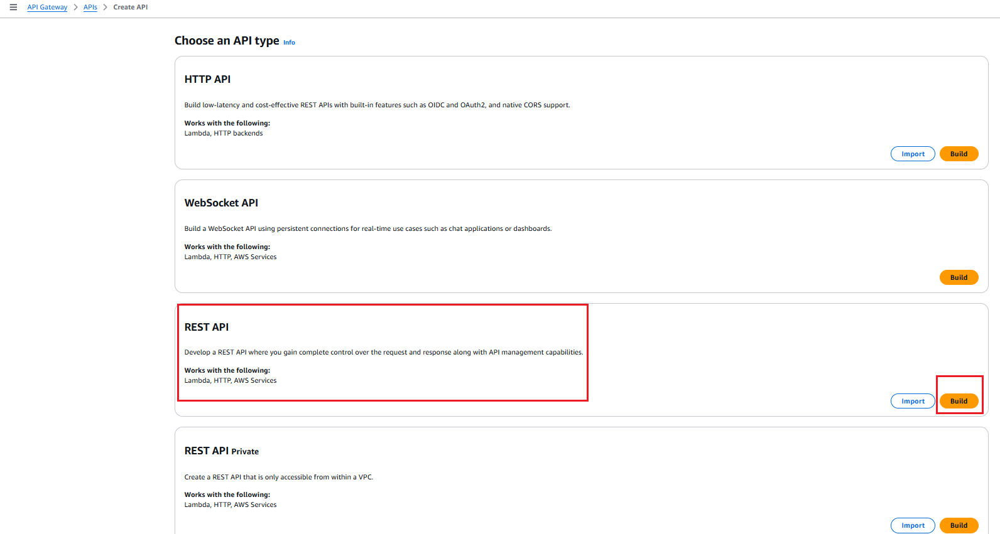 API Gateway > APIs > Create API
Choose an API type Info
HTTP API
Build low-latency and cost-effective REST APIs with built-in features such as OIDC and OAuth2, and native CORS support.
Works with the following:
Lambda, HTTP backends
Import Build
WebSocket API
Build a WebSocket API using persistent connections for real-time use cases such as chat applications or dashboards.
Works with the following:
Lambda, HTTP, AWS Services
Build
REST API
Develop a REST API where you gain complete control over the request and response along with API management capabilities.
Works with the following:
Lambda, HTTP, AWS Services
Import Build
REST API Private
Create a REST API that is only accessible from within a VPC.
Works with the following:
Lambda, HTTP, AWS Services
Import Build